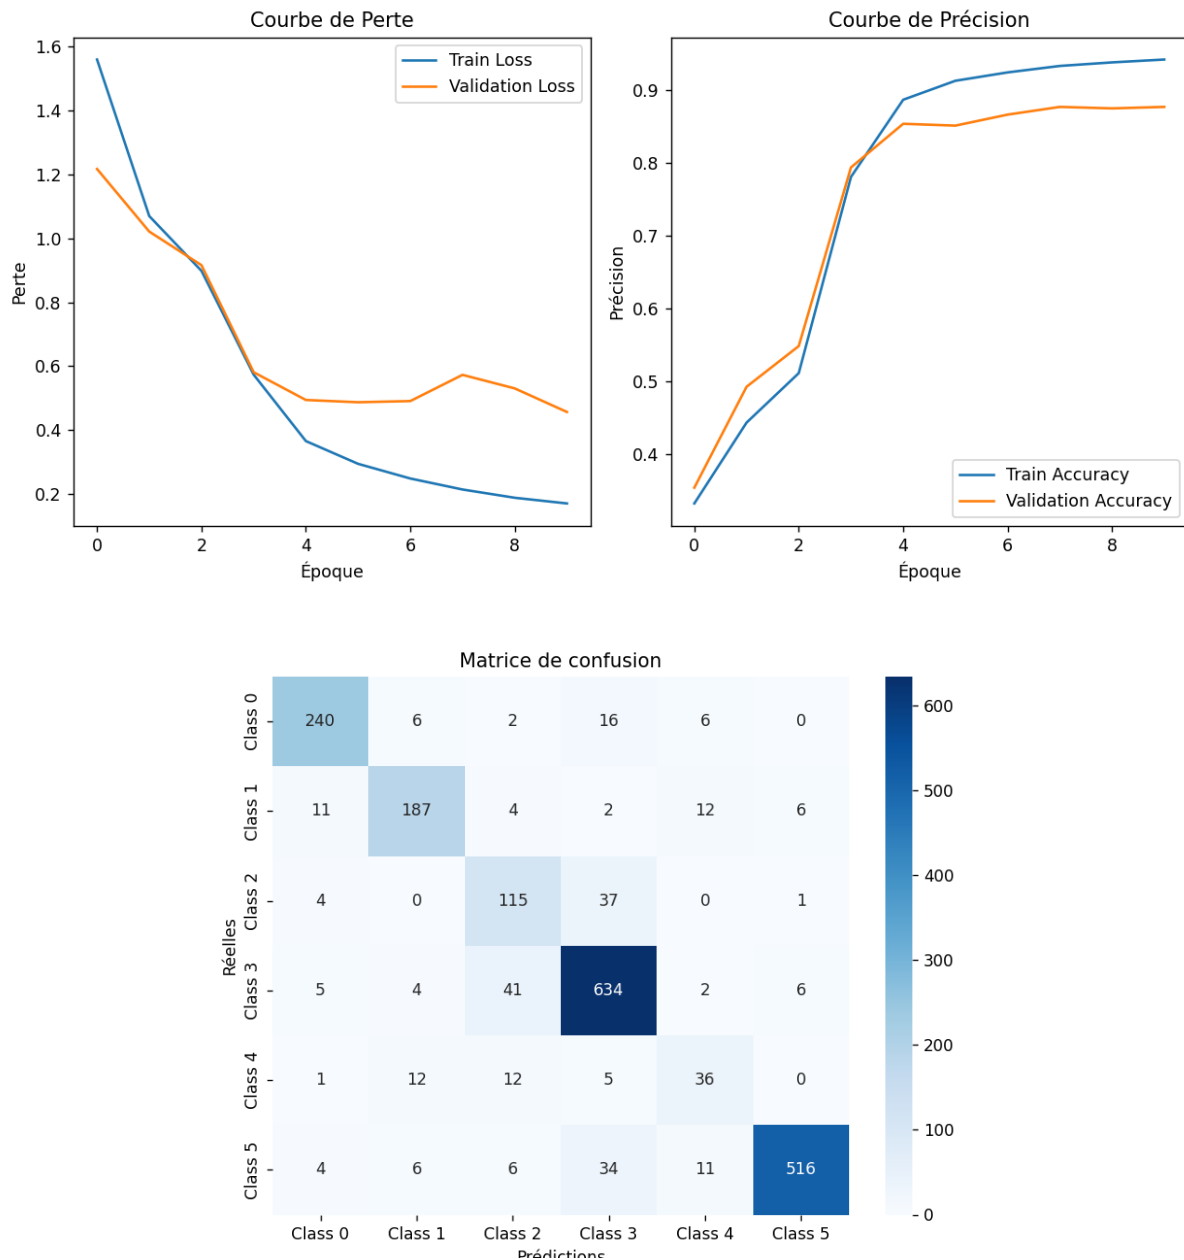 Courbe de Perte
1.6
1.4
1.2
1.0
0.8
0.6
0.4
0.2
Perte
0 2 4 6 8
Époque
Train Loss
Validation Loss
Courbe de Précision
0.9
0.8
0.7
0.6
0.5
0.4
Précision
0 2 4 6 8
Époque
Train Accuracy
Validation Accuracy
Matrice de confusion
Réelles
Class 0 240 6 2 16 6 0
Class 1 11 187 4 2 12 6
Class 2 4 0 115 37 0 1
Class 3 5 4 41 634 2 6
Class 4 1 12 12 5 36 0
Class 5 4 6 6 34 11 516
Class 0 Class 1 Class 2 Class 3 Class 4 Class 5
Prédictions
600
500
400
300
200
100
0